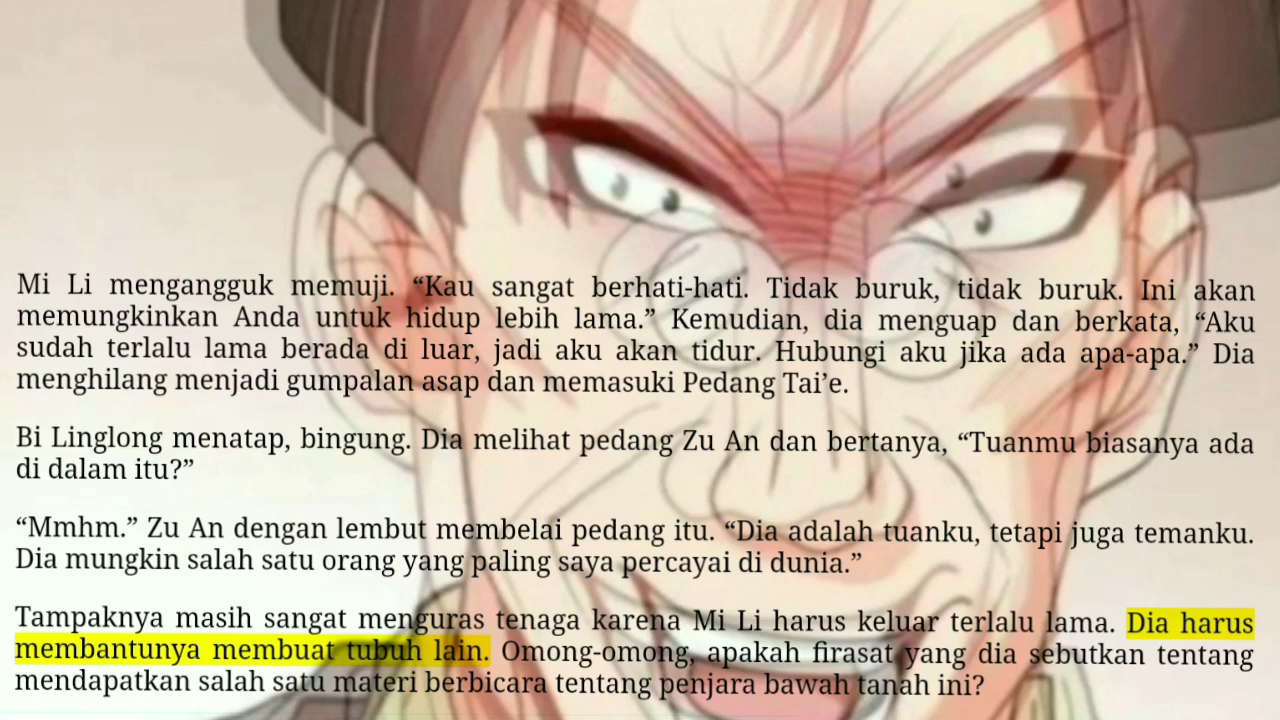 Mi Li mengangguk memuji. “Kau sangat berhati-hati. Tidak buruk, tidak buruk. Ini akan
memungkinkan Anda untuk hidup lebih lama.” Kemudian, dia menguap dan berkata, “Aku
sudah terlalu lama berada di luar, jadi aku akan tidur. Hubungi aku jika ada apa-apa.” Dia
menghilang menjadi gumpalan asap dan memasuki Pedang Tai’e.
Bi Linglong menatap, bingung. Dia melihat pedang Zu An dan bertanya, “Tuanmu biasanya ada
di dalam itu?”
“Mmhm.” Zu An dengan lembut membelai pedang itu. “Dia adalah tuanku, tetapi juga temanku.
Dia mungkin salah satu orang yang paling saya percayai di dunia.”
Tampaknya masih sangat menguras tenaga karena Mi Li harus keluar terlalu lama. Dia harus
membantunya membuat tubuh lain. Omong-omong, apakah firasat yang dia sebutkan tentang
mendapatkan salah satu materi berbicara tentang penjara bawah tanah ini?